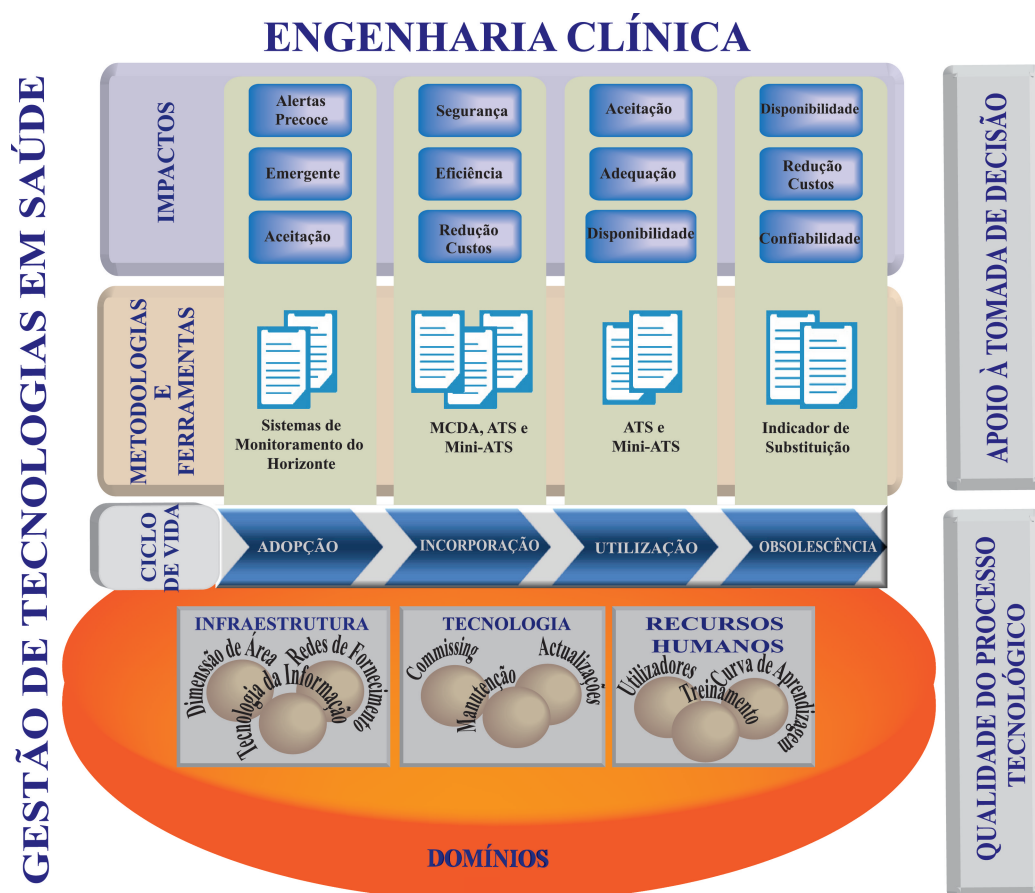 ENGENHARIA CLÍNICA
GESTÃO DE TECNOLOGIAS EM SAÚDE
IMPACTOS
Alertas
Precoce
Emergente
Aceitação
Segurança
Eficiência
Redução
Custos
Aceitação
Adequação
Disponibilidade
Disponibilidade
Redução
Custos
Confiabilidade
METODOLOGIAS
E
FERRAMENTAS
Sistemas de
Monitoramento do
Horizonte
MCDA, ATS e
Mini-ATS
ATS e
Mini-ATS
Indicador de
Substituição
CICLO
DE VIDA
ADOPÇÃO
INCORPORAÇÃO
UTILIZAÇÃO
OBSOLESCÊNCIA
INFRAESTRUTURA
Dimenssão de Área
Tecnologia da Informação
Redes de Fornecimento
TECNOLOGIA
Commissing
Manutenção
Actualizações
RECURSOS
HUMANOS
Utilizadores
Treinamento
Curva de Aprendizagem
DOMÍNIOS
APOIO À TOMADA DE DECISÃO
QUALIDADE DO PROCESSO
TECNOLÓGICO